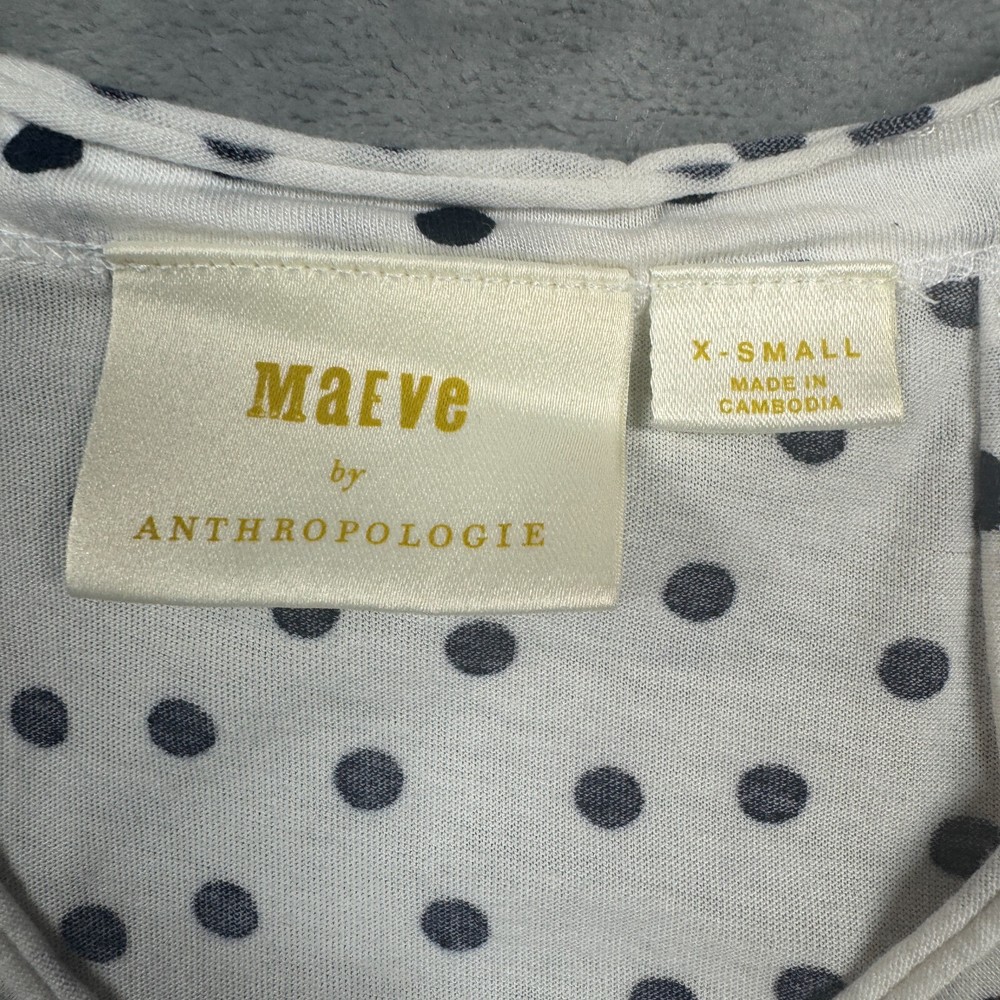 MaEve
by
ANTHROPOLOGIE
X-SMALL
MADE IN
CAMBODIA